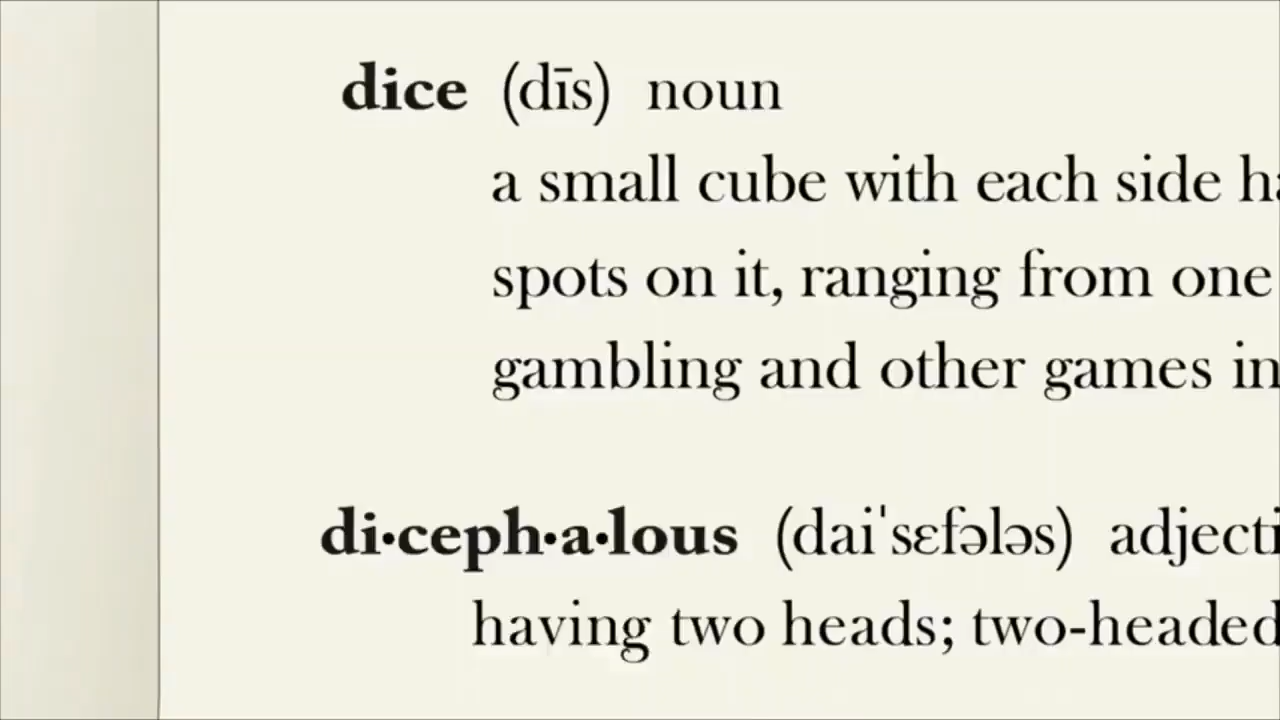 dice (dīs) noun
a small cube with each side
spots on it, ranging from one
gambling and other games in
di·ceph·a·lous (daiˈsɛfələs)
having two heads; two-headed